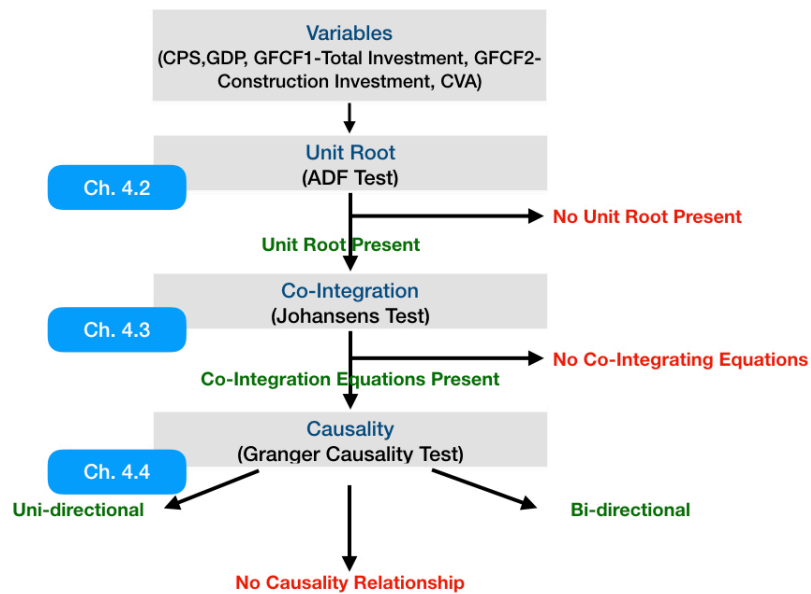 Variables
(CPS,GDP, GFCF1-Total Investment, GFCF2-
Construction Investment, CVA)
Unit Root
(ADF Test)
Ch. 4.2
No Unit Root Present
Unit Root Present
Co-Integration
(Johansens Test)
Ch. 4.3
No Co-Integrating Equations
Co-Integration Equations Present
Causality
(Granger Causality Test)
Ch. 4.4
Uni-directional
Bi-directional
No Causality Relationship